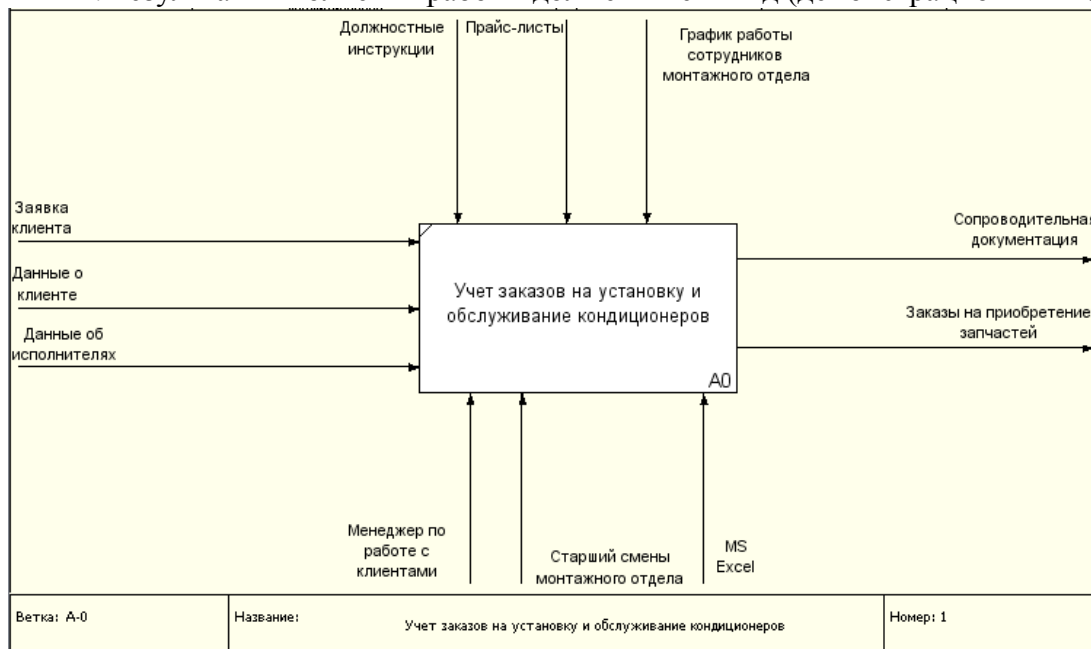 Должностные
инструкции
Прайс-листы
График работы
сотрудников
монтажного отдела
Заявка
клиента
Данные о
клиенте
Данные об
исполнителях
Учет заказов на установку и
обслуживание кондиционеров
A0
Сопроводительная
документация
Заказы на приобретение
запчастей
Менеджер по
работе с
клиентами
Старший смены
монтажного отдела
MS
Excel
Ветка: A-0
Название:
Учет заказов на установку и обслуживание кондиционеров
Номер: 1